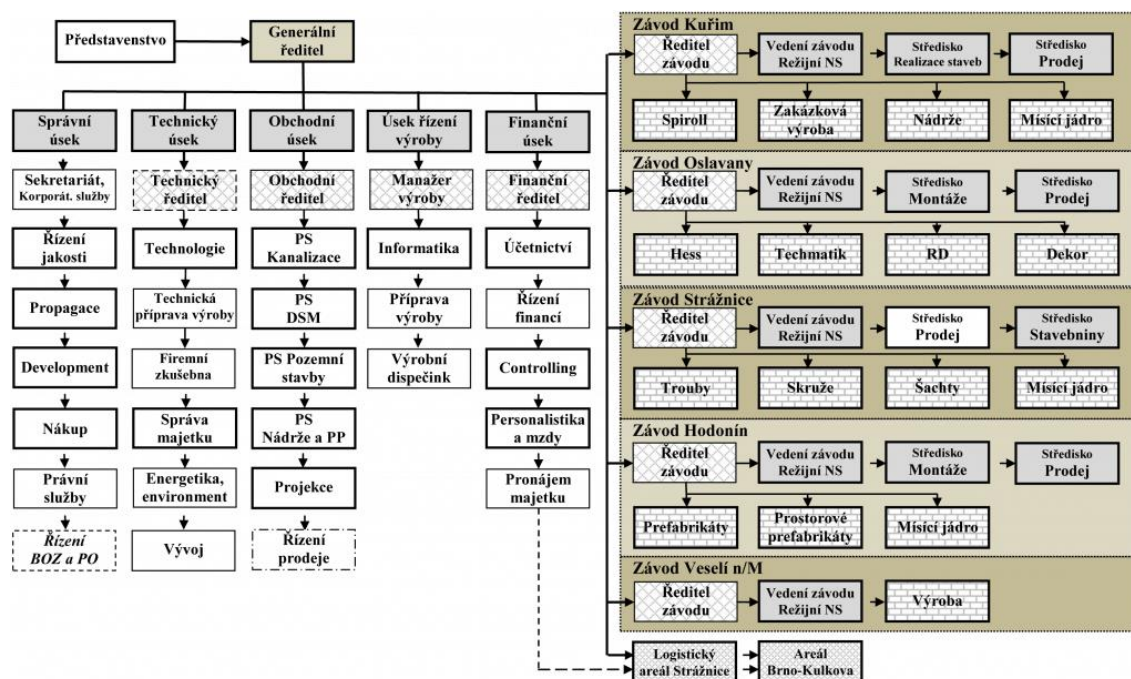 Představenstvo
Generální
ředitel
Správní
úsek
Technický
úsek
Obchodní
úsek
Úsek řízení
výroby
Finanční
úsek
Sekretariát,
Korporát. služby
Technický
ředitel
Obchodní
ředitel
Manažer
výroby
Finanční
ředitel
Řízení
jakosti
Technologie
PS
Kanalizace
Informatika
Účetnictví
Propagace
Technická
příprava výroby
PS
DSM
Příprava
výroby
Řízení
financí
Development
Firemní
zkušebna
PS Pozemní
stavby
Výrobní
dispečink
Controlling
Nákup
Správa
majetku
PS
Nádrže a PP
Personalistika
a mzdy
Právní
služby
Energetika,
environment
Projekce
Pronájem
majetku
Řízení
BOZ a PO
Vývoj
Řízení
prodeje
Závod Kuřim
Ředitel
závodu
Vedení závodu
Režijní NS
Středisko
Realizace staveb
Středisko
Prodej
Spiroll
Zakázková
výroba
Nádrže
Mísící jádro
Závod Oslavany
Ředitel
závodu
Vedení závodu
Režijní NS
Středisko
Montáže
Středisko
Prodej
Hess
Techmatik
RD
Dekor
Závod Strážnice
Ředitel
závodu
Vedení závodu
Režijní NS
Středisko
Prodej
Středisko
Stavebniny
Trouby
Skruže
Šachty
Mísící jádro
Závod Hodonín
Ředitel
závodu
Vedení závodu
Režijní NS
Středisko
Montáže
Středisko
Prodej
Prefabrikáty
Prostorové
prefabrikáty
Mísící jádro
Závod Veselí n/M
Ředitel
závodu
Vedení závodu
Režijní NS
Výroba
Logistický
areál Strážnice
Areál
Brno-Kulkova